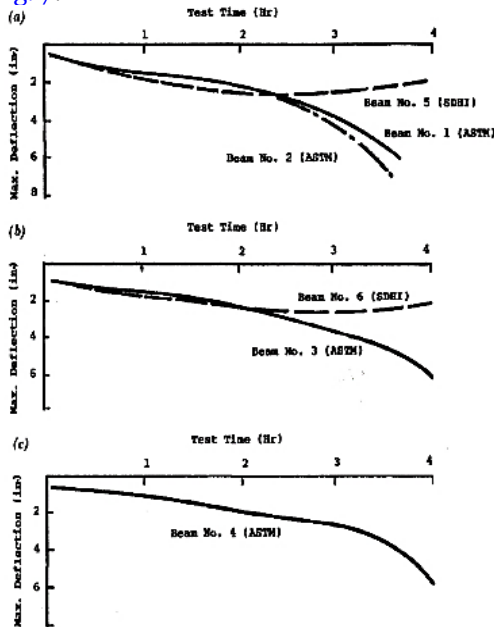 (a)
Test Time (Hr)
1 2 3 4
Max. Deflection (in)
2
4
6
8
Beam No. 5 (SDHI)
Beam No. 1 (ASTM)
Beam No. 2 (ASTM)
(b)
Test Time (Hr)
1 2 3 4
Max. Deflection (in)
2
4
6
Beam No. 6 (SDHI)
Beam No. 3 (ASTM)
(c)
Test Time (Hr)
1 2 3 4
Max. Deflection (in)
2
4
6
Beam No. 4 (ASTM)